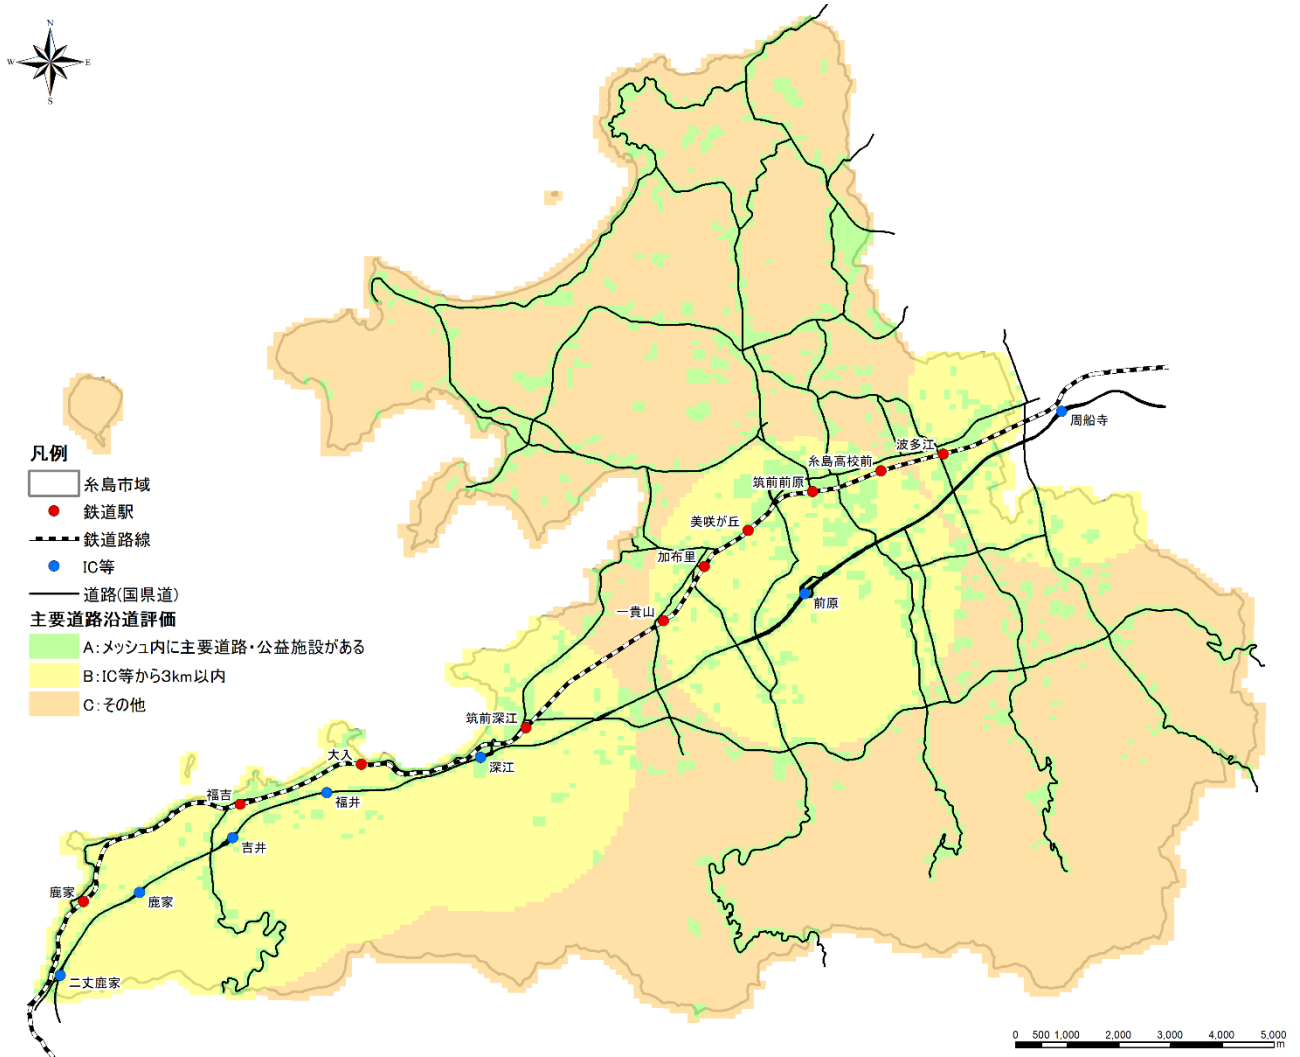 N
W
E
S
周船寺
波多江
糸島高校前
筑前前原
美咲が丘
加布里
前原
一貴山
筑前深江
深江
大入
福井
福吉
吉井
鹿家
鹿家
二丈鹿家
凡例
糸島市域
鉄道駅
鉄道路線
IC等
道路(国県道)
主要道路沿道評価
A:メッシュ内に主要道路・公益施設がある
B:IC等から3km以内
C:その他
0 500 1,000 2,000 3,000 4,000 5,000
m